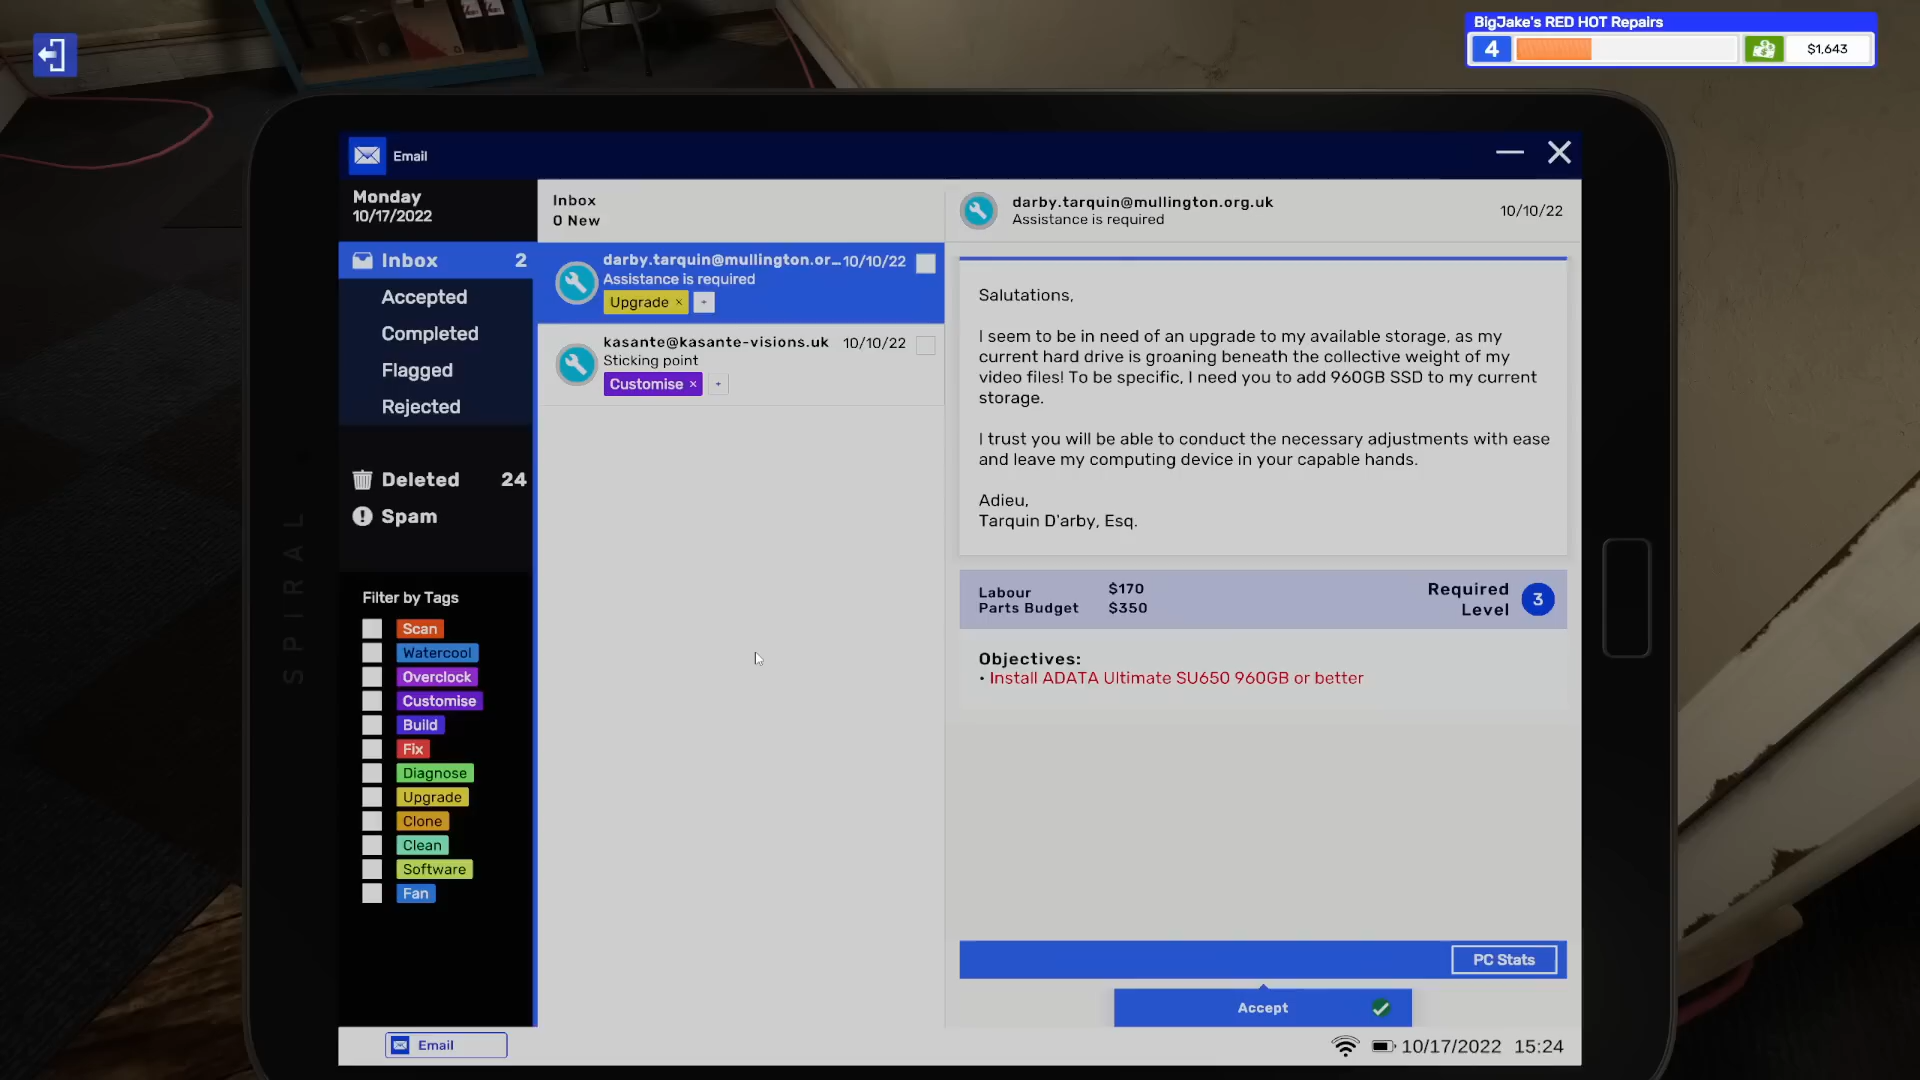 BigJake's RED HOT Repairs
4
$1,643
Email
Monday
10/17/2022
Inbox 2
Accepted
Completed
Flagged
Rejected
Deleted 24
Spam
Filter by Tags
Scan
Watercool
Overclock
Customise
Build
Fix
Diagnose
Upgrade
Clone
Clean
Software
Fan
Inbox
0 New
darby.tarquin@mullington.or... 10/10/22
Assistance is required
Upgrade × +
kasante@kasante-visions.uk 10/10/22
Sticking point
Customise × +
darby.tarquin@mullington.org.uk
Assistance is required
10/10/22
Salutations,
I seem to be in need of an upgrade to my available storage, as my
current hard drive is groaning beneath the collective weight of my
video files! To be specific, I need you to add 960GB SSD to my current
storage.
I trust you will be able to conduct the necessary adjustments with ease
and leave my computing device in your capable hands.
Adieu,
Tarquin D'arby, Esq.
Labour $170
Parts Budget $350
Required
Level 3
Objectives:
• Install ADATA Ultimate SU650 960GB or better
PC Stats
Accept
Email
10/17/2022 15:24
SPIRAL